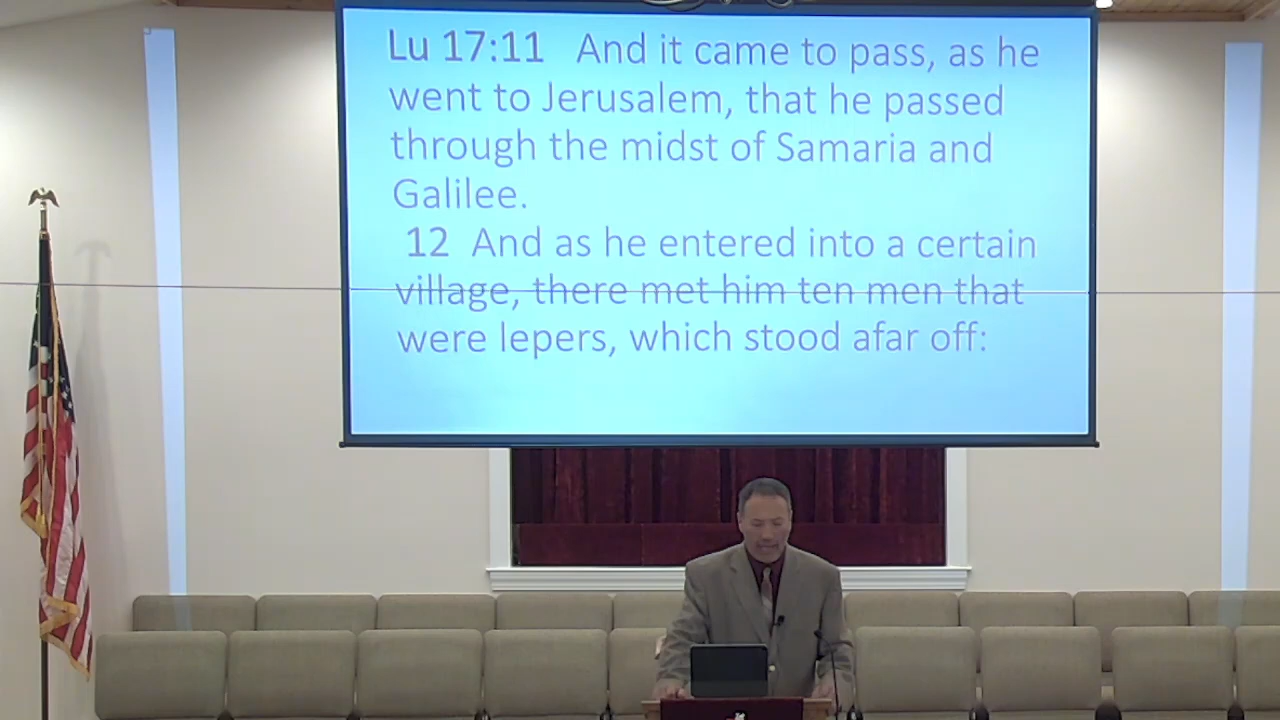 Lu 17:11 And it came to pass, as he
went to Jerusalem, that he passed
through the midst of Samaria and
Galilee.
12 And as he entered into a certain
village, there met him ten men that
were lepers, which stood afar off: